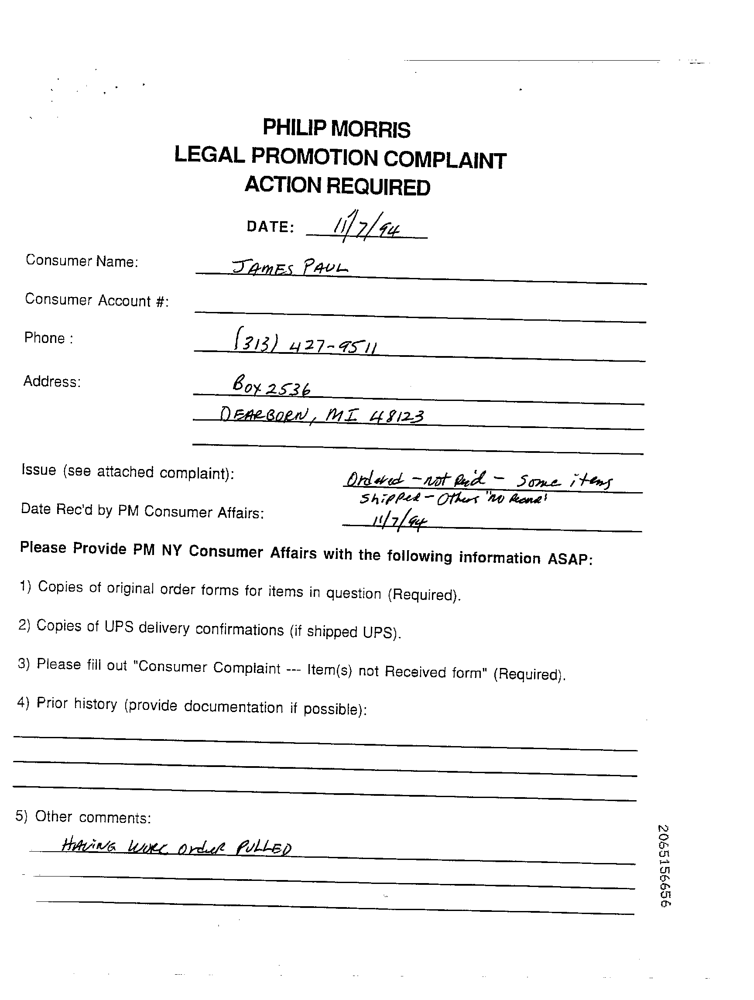 PHILIP MORRIS
LEGAL PROMOTION COMPLAINT
ACTION REQUIRED
DATE: 11/7/94
Consumer Name: JAMES PAUL
Consumer Account #:
Phone : (313) 427-9511
Address: Box 2536
DEARBORN, MI 48123
Issue (see attached complaint): Ordered - not Rec'd - Some items
Shipped - Others 'no
Date Rec'd by PM Consumer Affairs: 11/7/94
Please Provide PM NY Consumer Affairs with the following information ASAP:
1) Copies of original order forms for items in question (Required).
2) Copies of UPS delivery confirmations (if shipped UPS).
3) Please fill out "Consumer Complaint --- Item(s) not Received form" (Required).
4) Prior history (provide documentation if possible):
5) Other comments:
HAVING order PULLED
2065156656